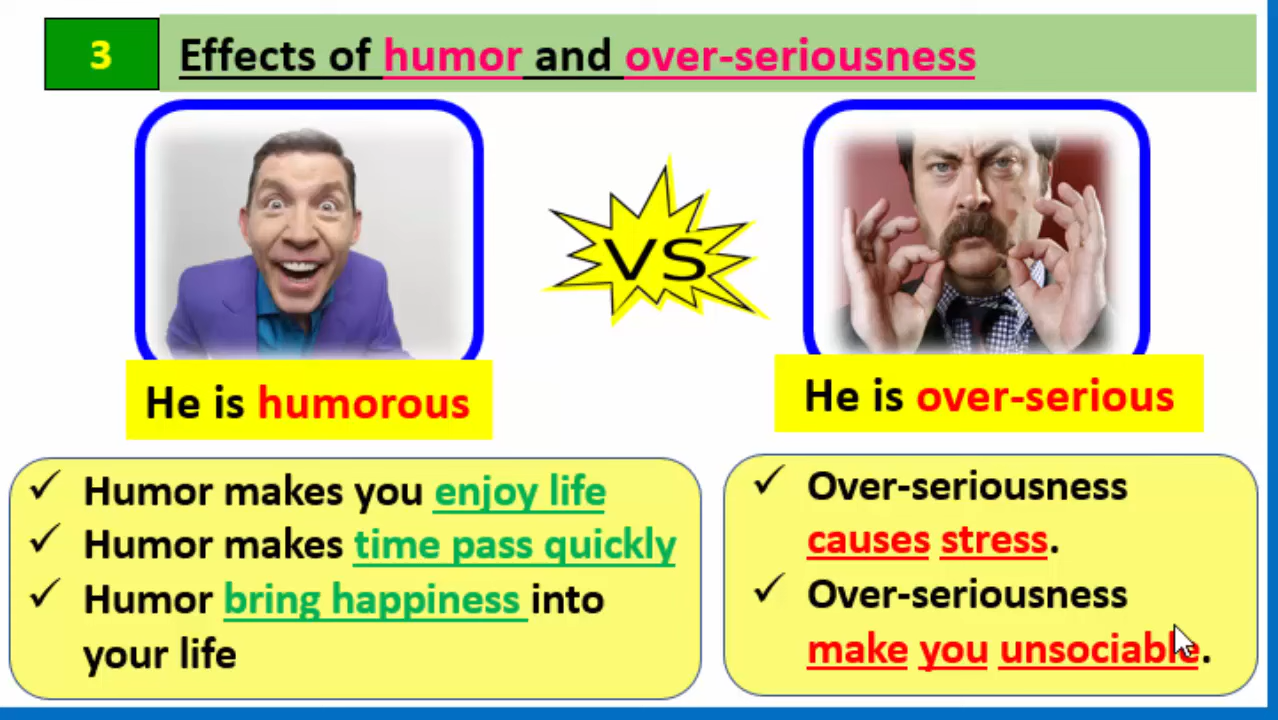 3
Effects of humor and over-seriousness
VS
He is humorous
He is over-serious
✓ Humor makes you enjoy life
✓ Humor makes time pass quickly
✓ Humor bring happiness into
your life
✓ Over-seriousness
causes stress.
✓ Over-seriousness
make you unsociable.